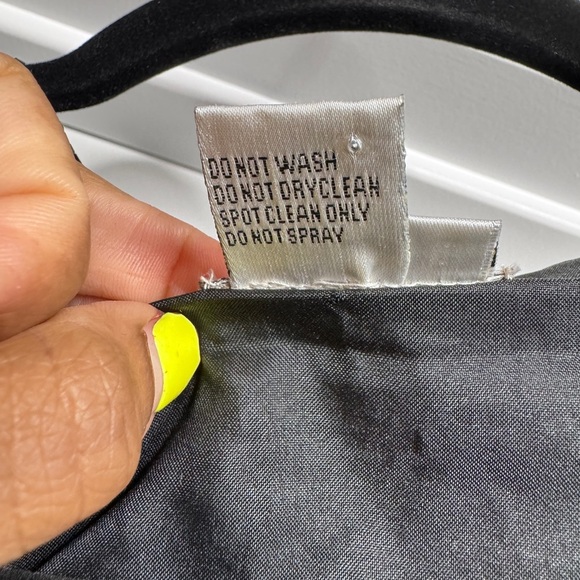 DO NOT WASH
DO NOT DRYCLEAN
SPOT CLEAN ONLY
DO NOT SPRAY